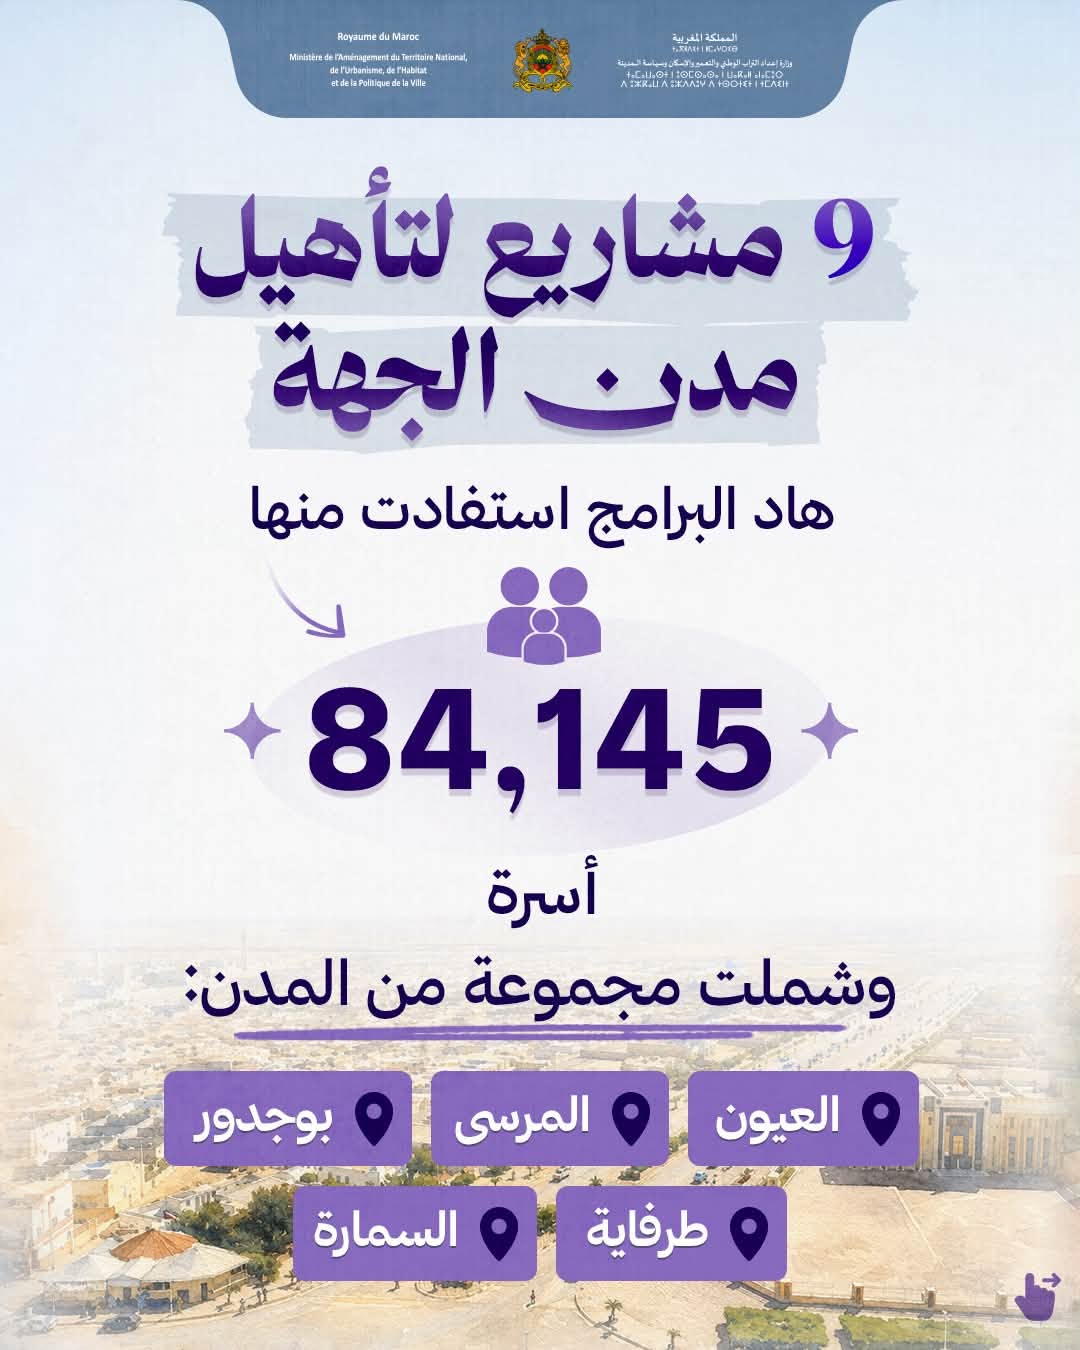 Royaume du Maroc
Ministère de l'Aménagement du Territoire National,
de l'Urbanisme, de l'Habitat
et de la Politique de la Ville
المملكة المغربية
ⵜⴰⴳⵍⴷⵉⵜ ⵏ ⵍⵎⵖⵔⵉⴱ
وزارة إعداد التراب الوطني والتعمير والإسكان وسياسة المدينة
9 مشاريع لتأهيل
مدن الجهة
هاد البرامج استفادت منها
84,145
أسرة
وشملت مجموعة من المدن:
العيون
المرسى
بوجدور
طرفاية
السمارة